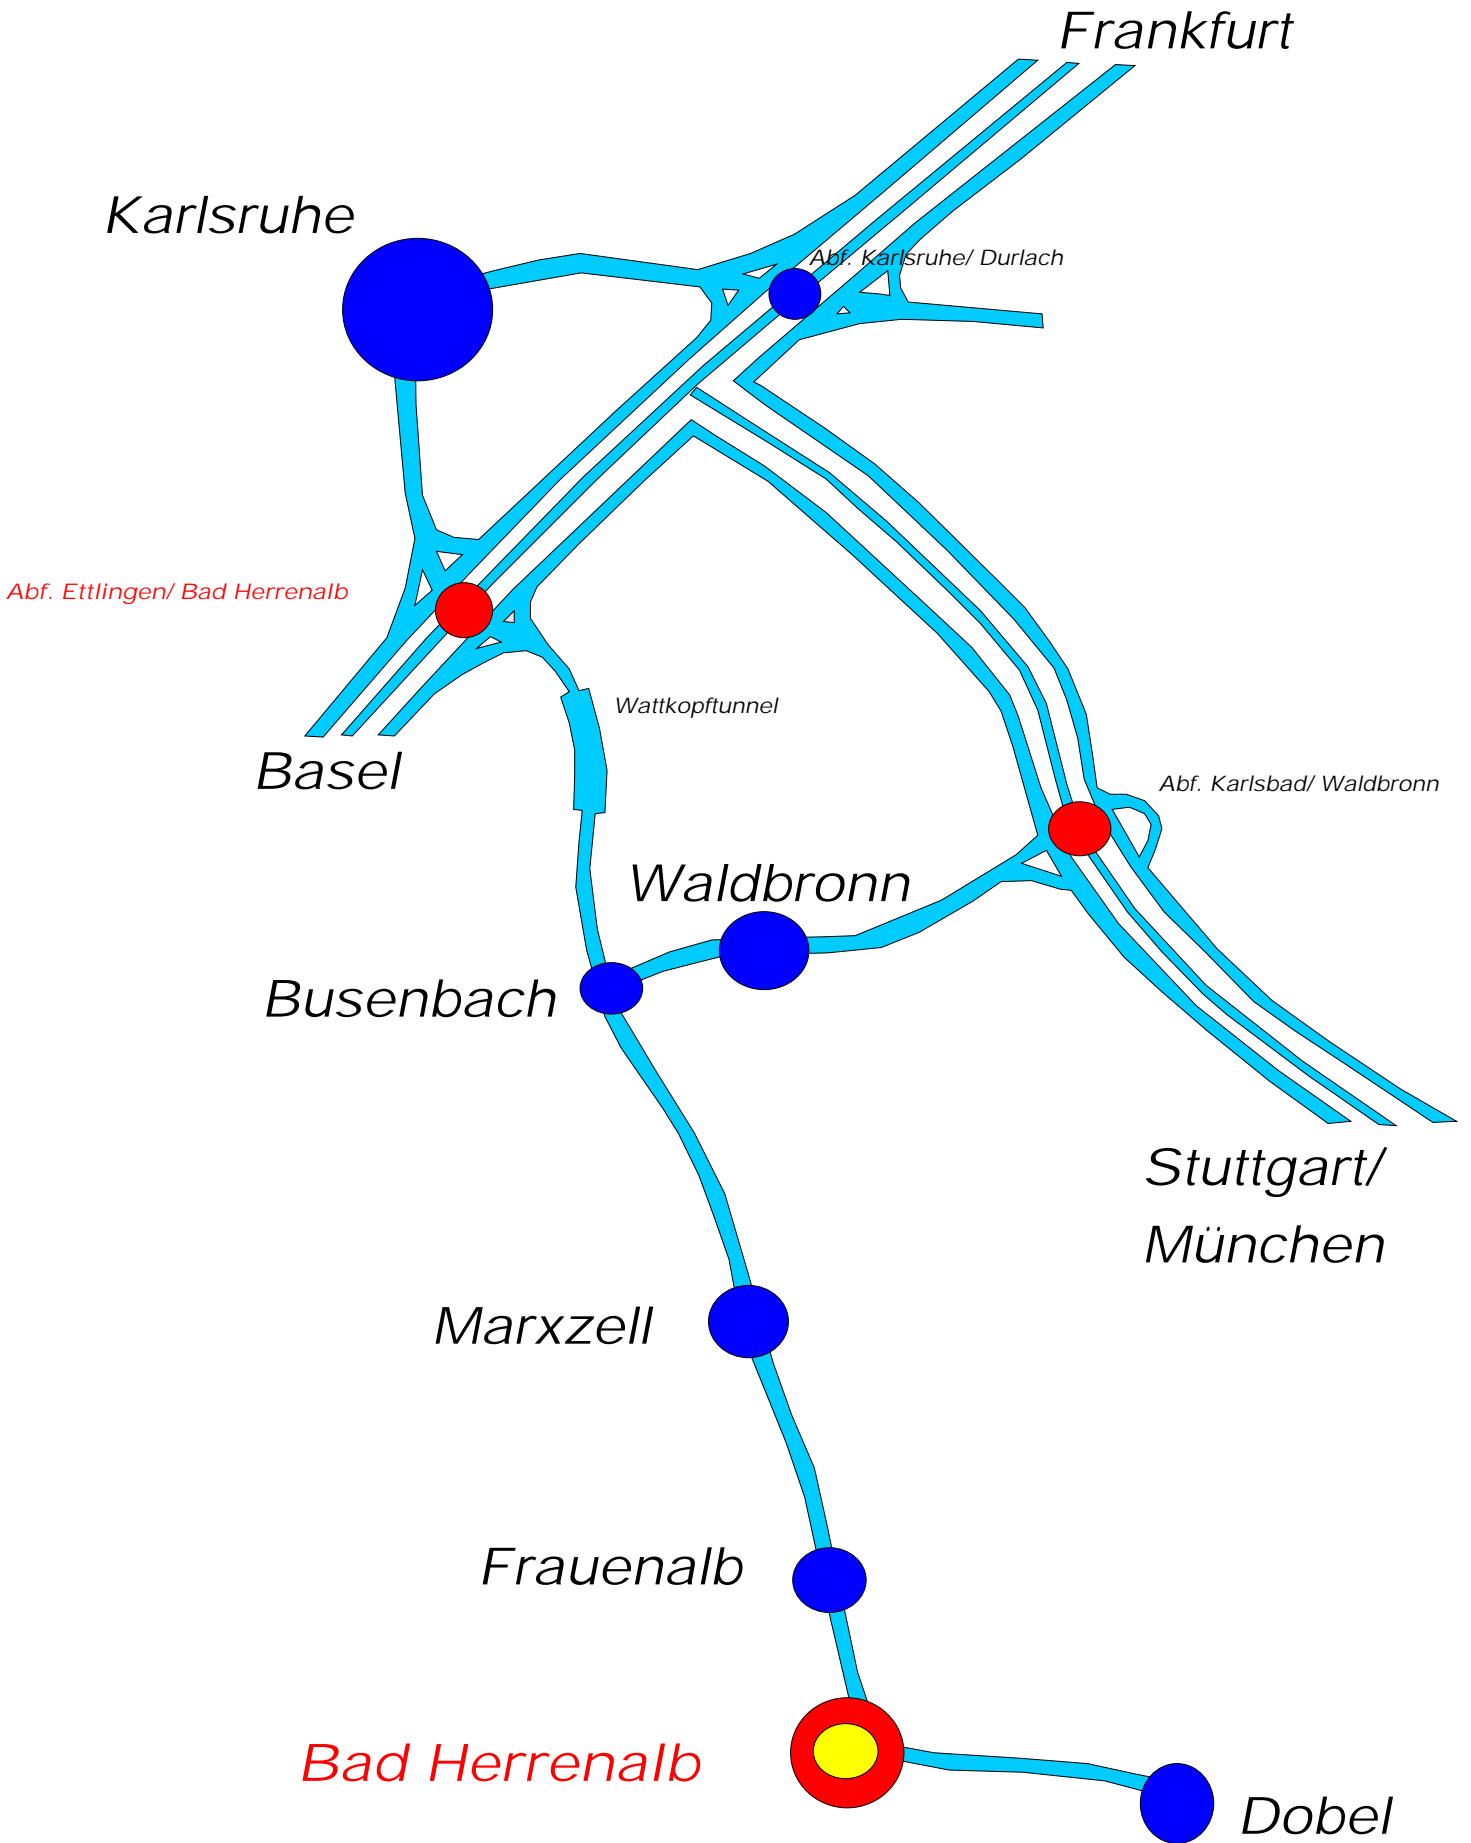 Frankfurt
Karlsruhe
Abf. Karlsruhe/ Durlach
Abf. Ettlingen/ Bad Herrenalb
Wattkopftunnel
Basel
Abf. Karlsbad/ Waldbronn
Waldbronn
Busenbach
Stuttgart/
München
Marxzell
Frauenalb
Bad Herrenalb
Dobel